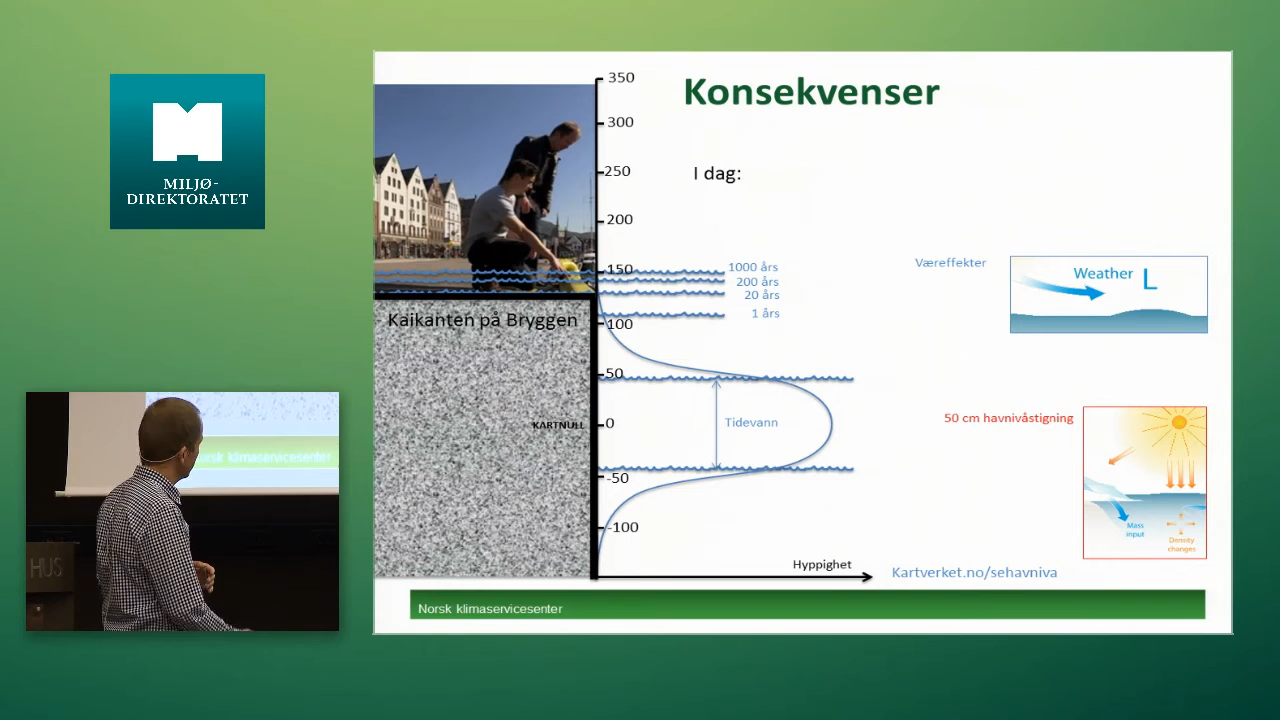 MILJØ-
DIREKTORATET
Konsekvenser
I dag:
350
300
250
200
150
100
50
0
-50
-100
1000 års
200 års
20 års
1 års
Kaikanten på Bryggen
KARTNULL
Tidevann
Hyppighet
Væreffekter
Weather L
50 cm havnivåstigning
Mass
input
Density
changes
Kartverket.no/sehavniva
Norsk klimaservicesenter
norsk klimaservicesenter
HUS